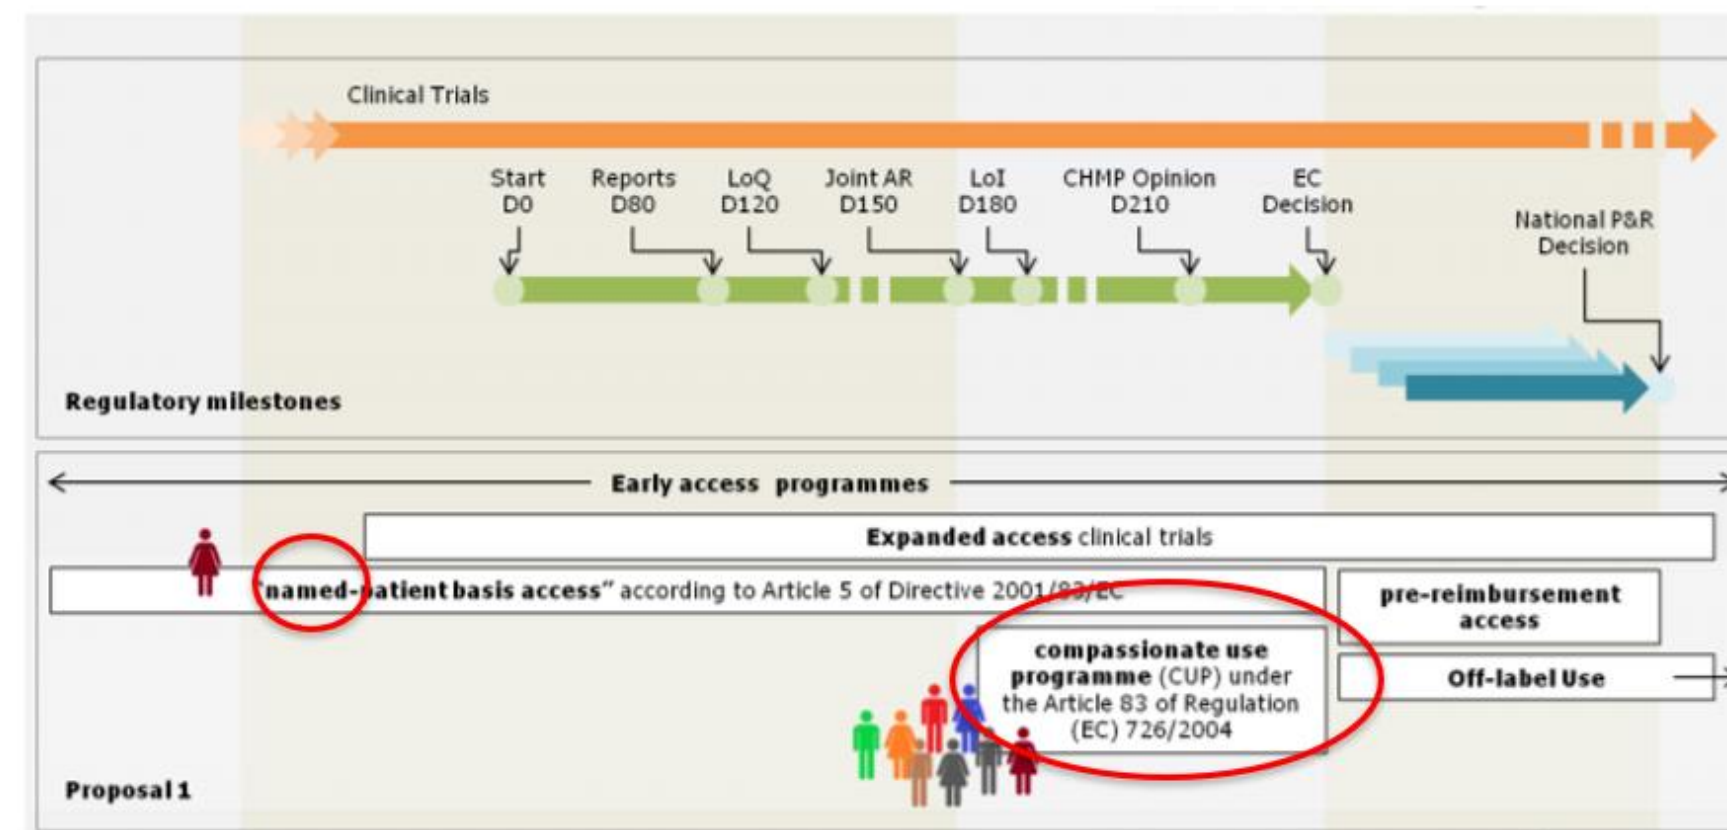 Clinical Trials
Start
D0
Reports
D80
LoQ
D120
Joint AR
D150
LoI
D180
CHMP Opinion
D210
EC
Decision
National P&R
Decision
Regulatory milestones
Early access programmes
Expanded access clinical trials
"named-patient basis access” according to Article 5 of Directive 2001/83/EC
pre-reimbursement
access
compassionate use
programme (CUP) under
the Article 83 of Regulation
(EC) 726/2004
Off-label Use
Proposal 1